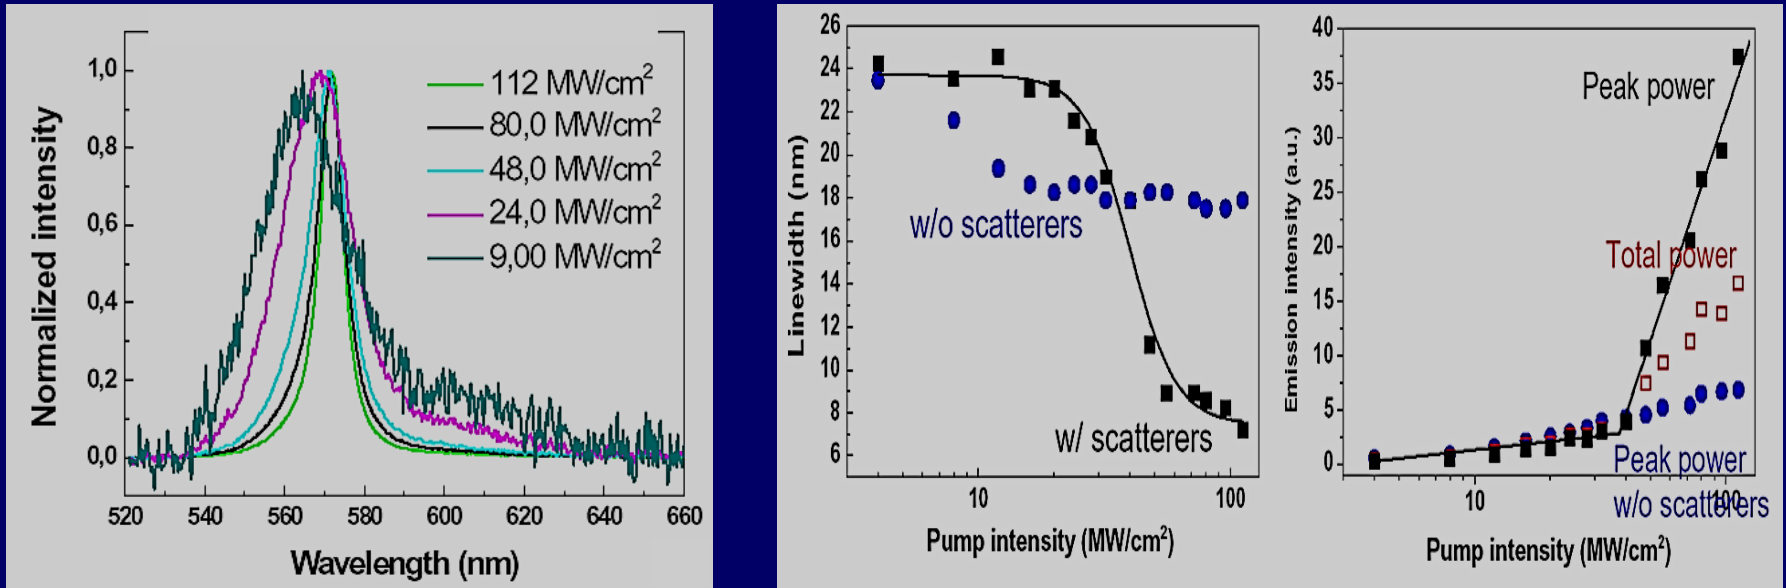 Normalized intensity
1,0
0,8
0,6
0,4
0,2
0,0
112 MW/cm²
80,0 MW/cm²
48,0 MW/cm²
24,0 MW/cm²
9,00 MW/cm²
520 540 560 580 600 620 640 660
Wavelength (nm)
Linewidth (nm)
26
24
22
20
18
16
14
12
10
8
6
w/o scatterers
w/ scatterers
10 100
Pump intensity (MW/cm²)
Emission intensity (a.u.)
40
35
30
25
20
15
10
5
0
Peak power
Total power
Peak power
w/o scatterers
10 100
Pump intensity (MW/cm²)